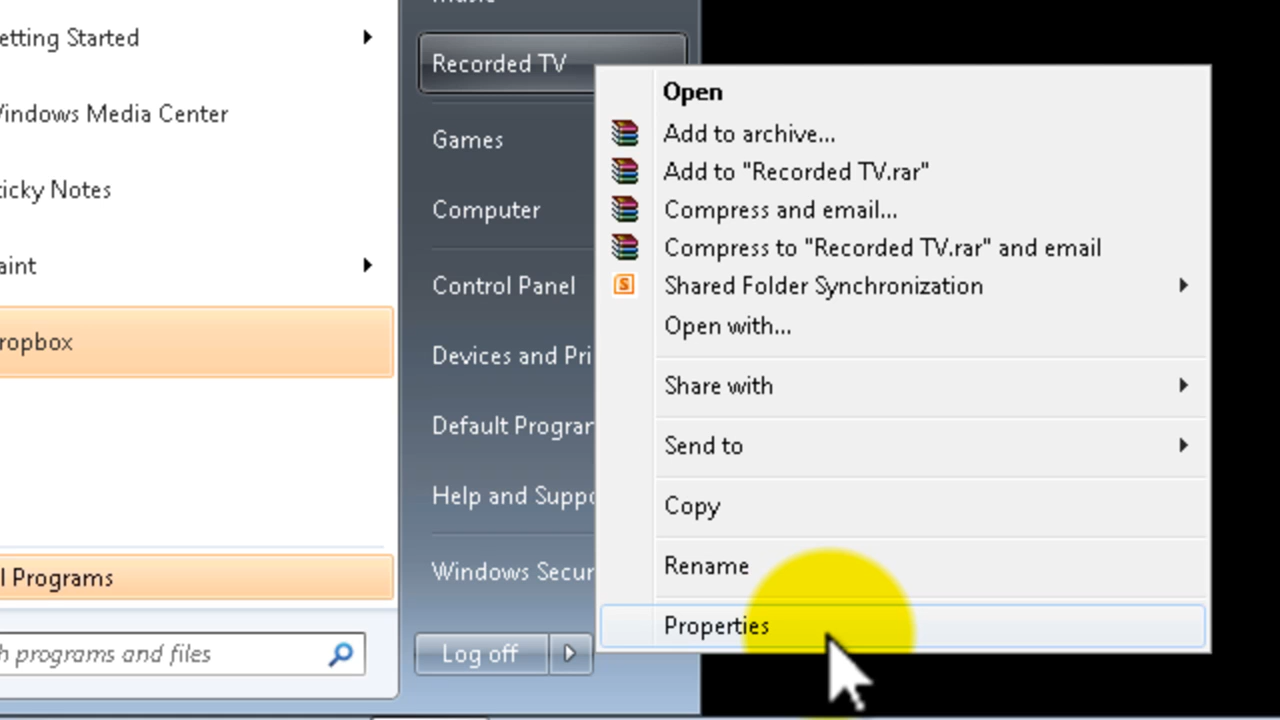 etting Started
Windows Media Center
ticky Notes
aint
ropbox
l Programs
h programs and files
Music
Recorded TV
Games
Computer
Control Panel
Devices and Pri
Default Program
Help and Suppo
Windows Secur
Log off
Open
Add to archive...
Add to "Recorded TV.rar"
Compress and email...
Compress to "Recorded TV.rar" and email
Shared Folder Synchronization
Open with...
Share with
Send to
Copy
Rename
Properties